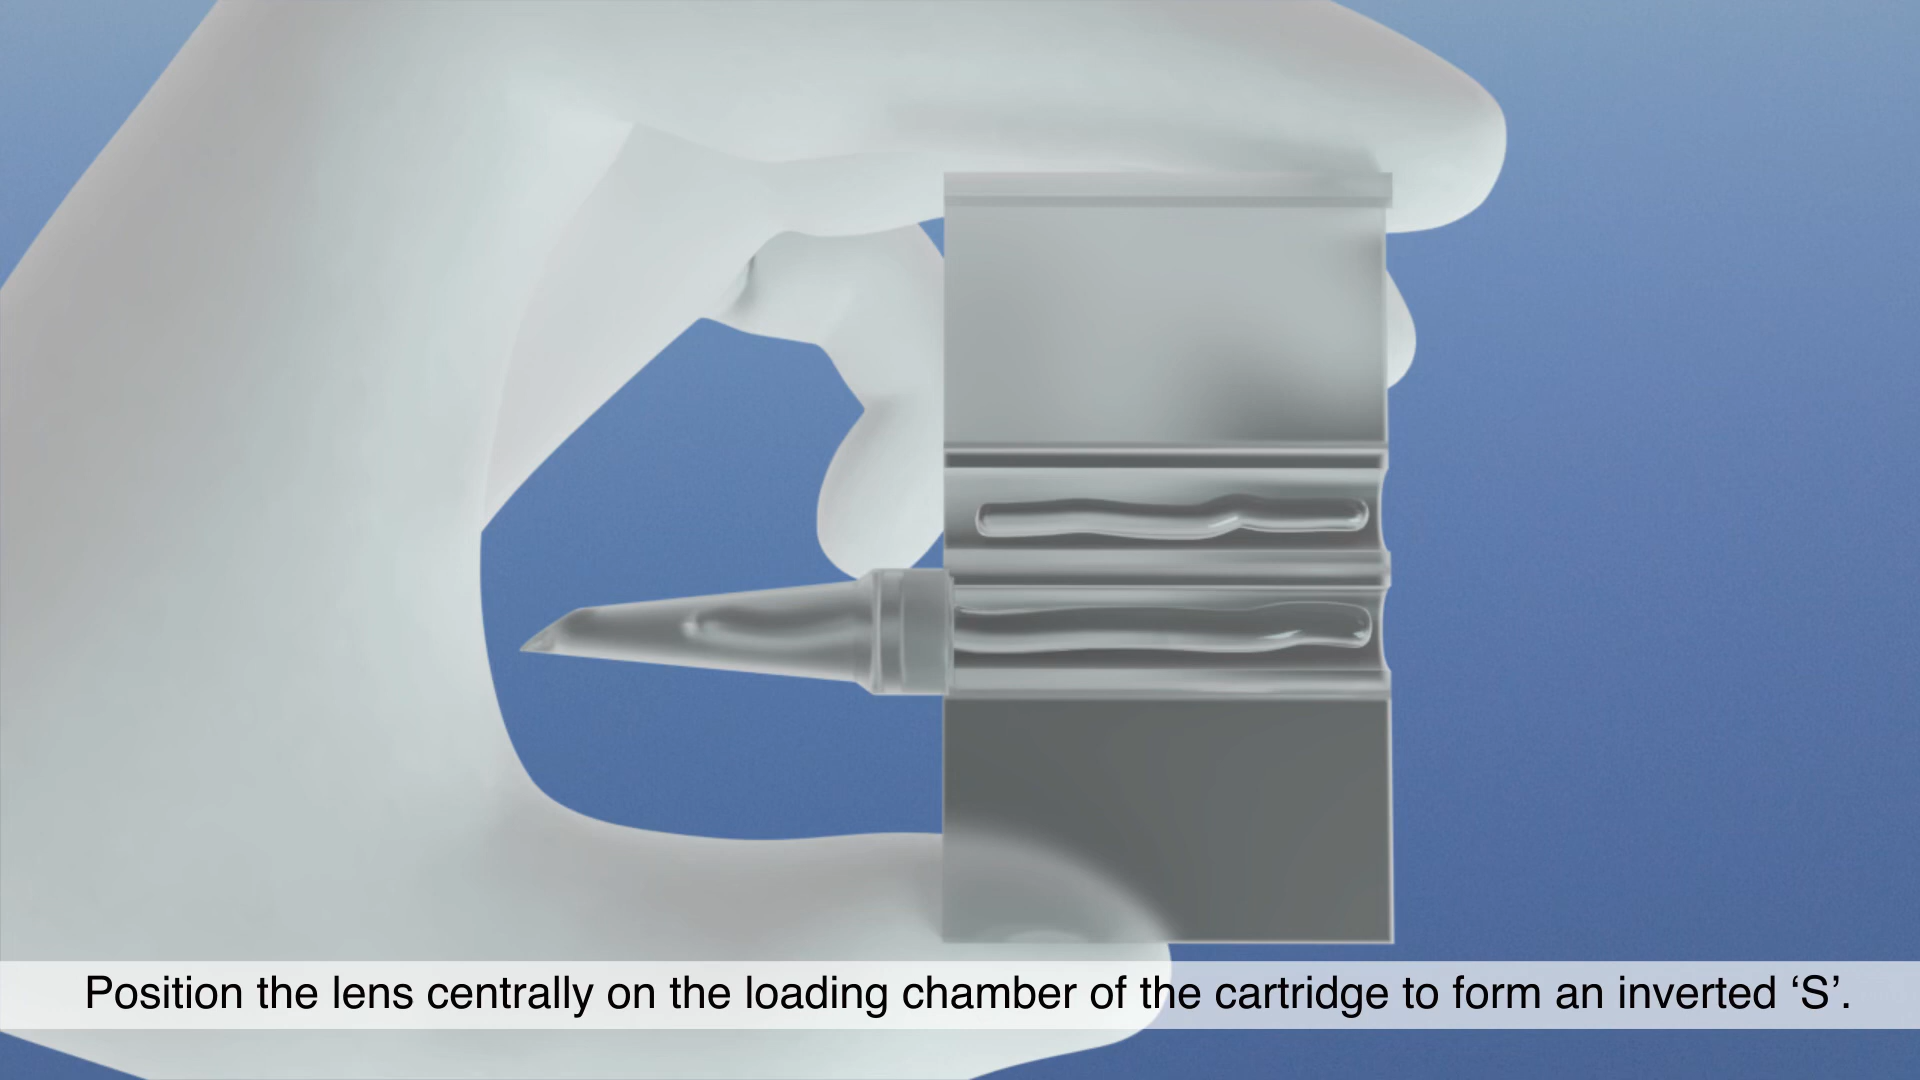 Position the lens centrally on the loading chamber of the cartridge to form an inverted ‘S’.